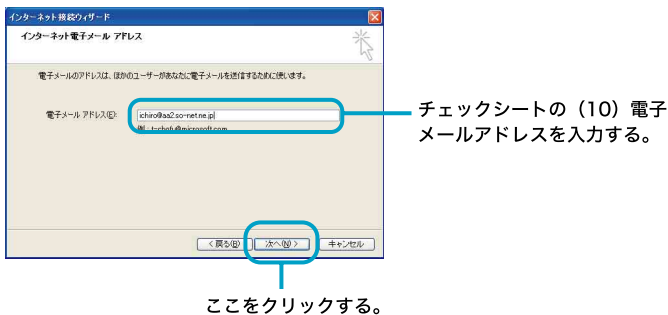 インターネット接続ウィザード
インターネット電子メール アドレス
電子メールのアドレスは、ほかのユーザーがあなたに電子メールを送信するために使います。
電子メール アドレス(E):
ichiro@aa2.so-net.ne.jp
例 : t-chofu@microsoft.com
チェックシートの（10）電子
メールアドレスを入力する。
< 戻る(B)
次へ(N) >
キャンセル
ここをクリックする。